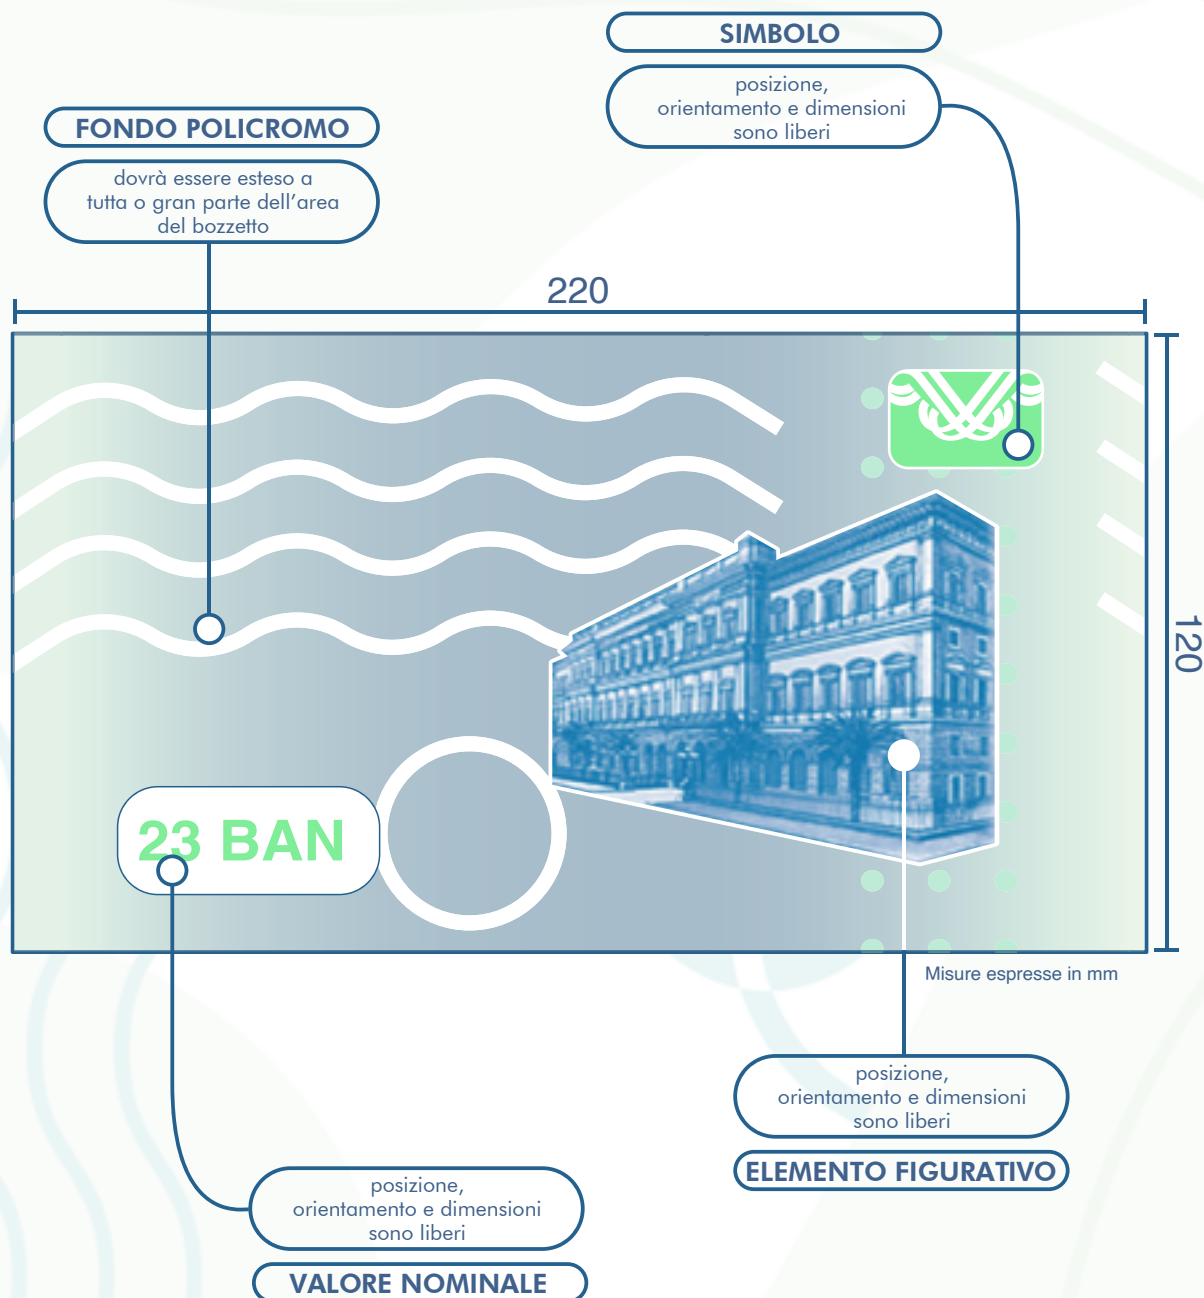 SIMBOLO
posizione,
orientamento e dimensioni
sono liberi
FONDO POLICROMO
dovrà essere esteso a
tutta o gran parte dell’area
del bozzetto
220
120
23 BAN
Misure espresse in mm
posizione,
orientamento e dimensioni
sono liberi
ELEMENTO FIGURATIVO
posizione,
orientamento e dimensioni
sono liberi
VALORE NOMINALE